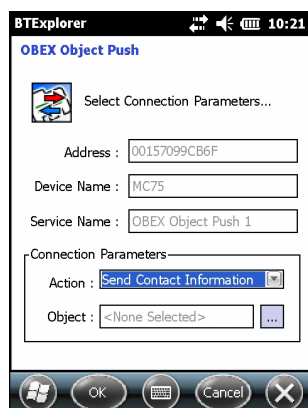 BTExplorer 10:21
OBEX Object Push
Select Connection Parameters...
Address : 00157099CB6F
Device Name : MC75
Service Name : OBEX Object Push 1
Connection Parameters
Action : Send Contact Information
Object : <None Selected> ...
OK Cancel